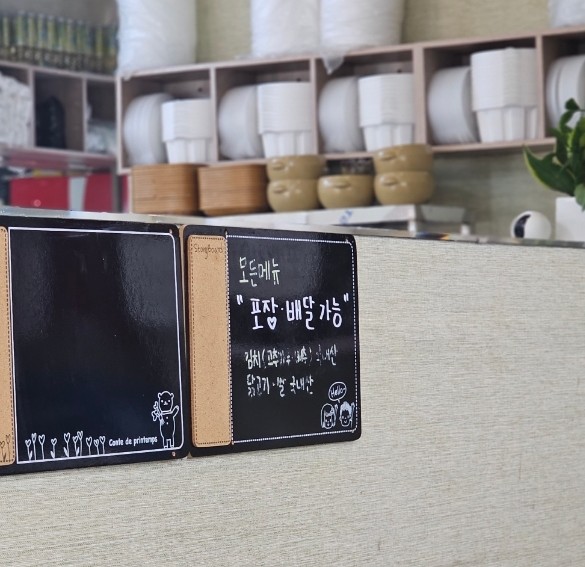 Conte de printemps
StoryBoard
모든메뉴
"포장·배달 가능"
김치(고춧가루·배추) 국내산
닭고기·쌀 국내산
Hello~